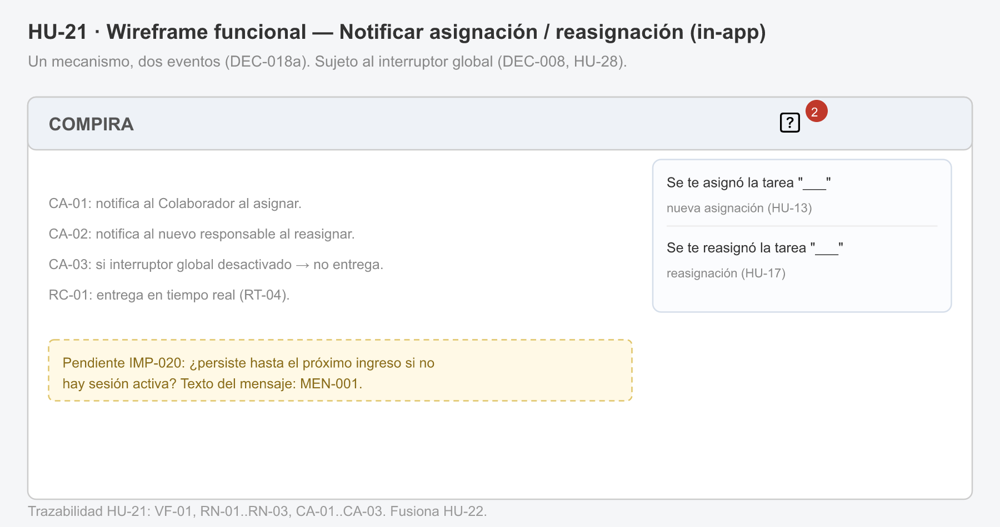 HU-21 · Wireframe funcional — Notificar asignación / reasignación (in-app)
Un mecanismo, dos eventos (DEC-018a). Sujeto al interruptor global (DEC-008, HU-28).
COMPIRA
?
2
CA-01: notifica al Colaborador al asignar.
CA-02: notifica al nuevo responsable al reasignar.
CA-03: si interruptor global desactivado → no entrega.
RC-01: entrega en tiempo real (RT-04).
Se te asignó la tarea "___"
nueva asignación (HU-13)
Se te reasignó la tarea "___"
reasignación (HU-17)
Pendiente IMP-020: ¿persiste hasta el próximo ingreso si no
hay sesión activa? Texto del mensaje: MEN-001.
Trazabilidad HU-21: VF-01, RN-01..RN-03, CA-01..CA-03. Fusiona HU-22.